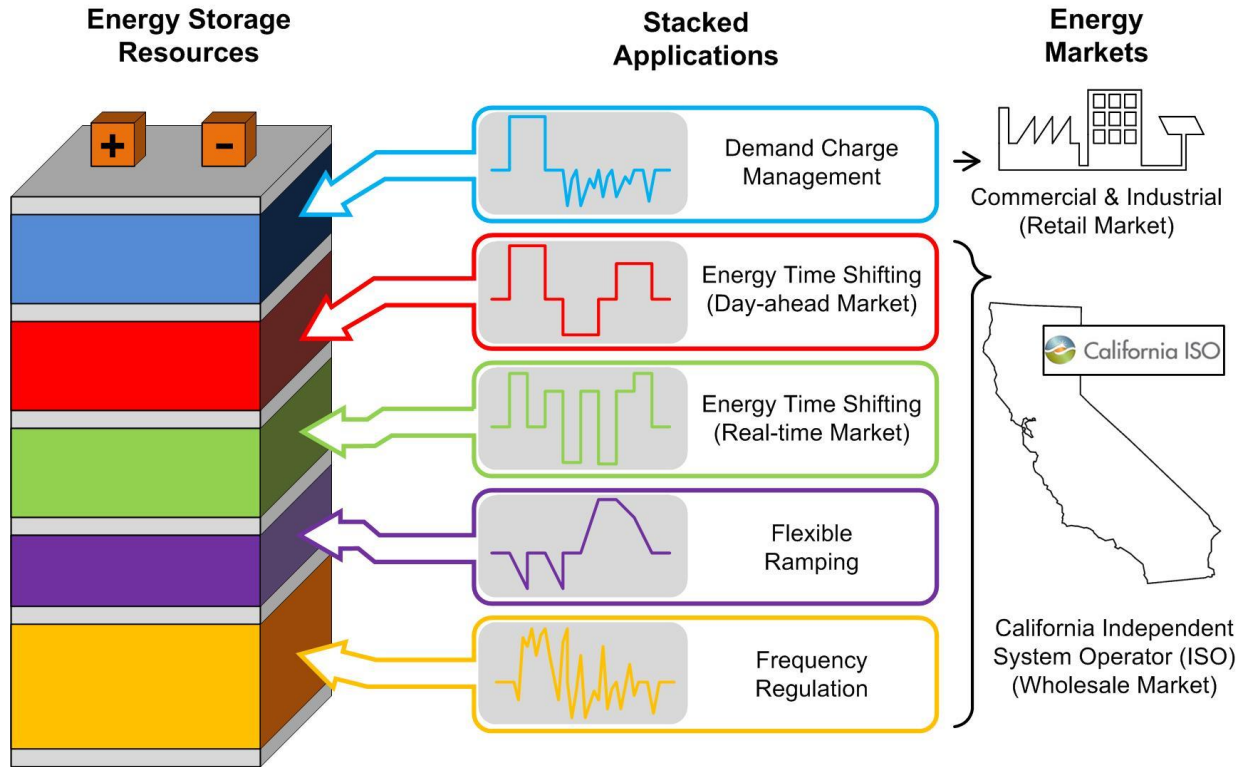 Energy Storage
Resources
Stacked
Applications
Energy
Markets
+ -
Demand Charge
Management
Commercial & Industrial
(Retail Market)
Energy Time Shifting
(Day-ahead Market)
California ISO
Energy Time Shifting
(Real-time Market)
Flexible
Ramping
Frequency
Regulation
California Independent
System Operator (ISO)
(Wholesale Market)